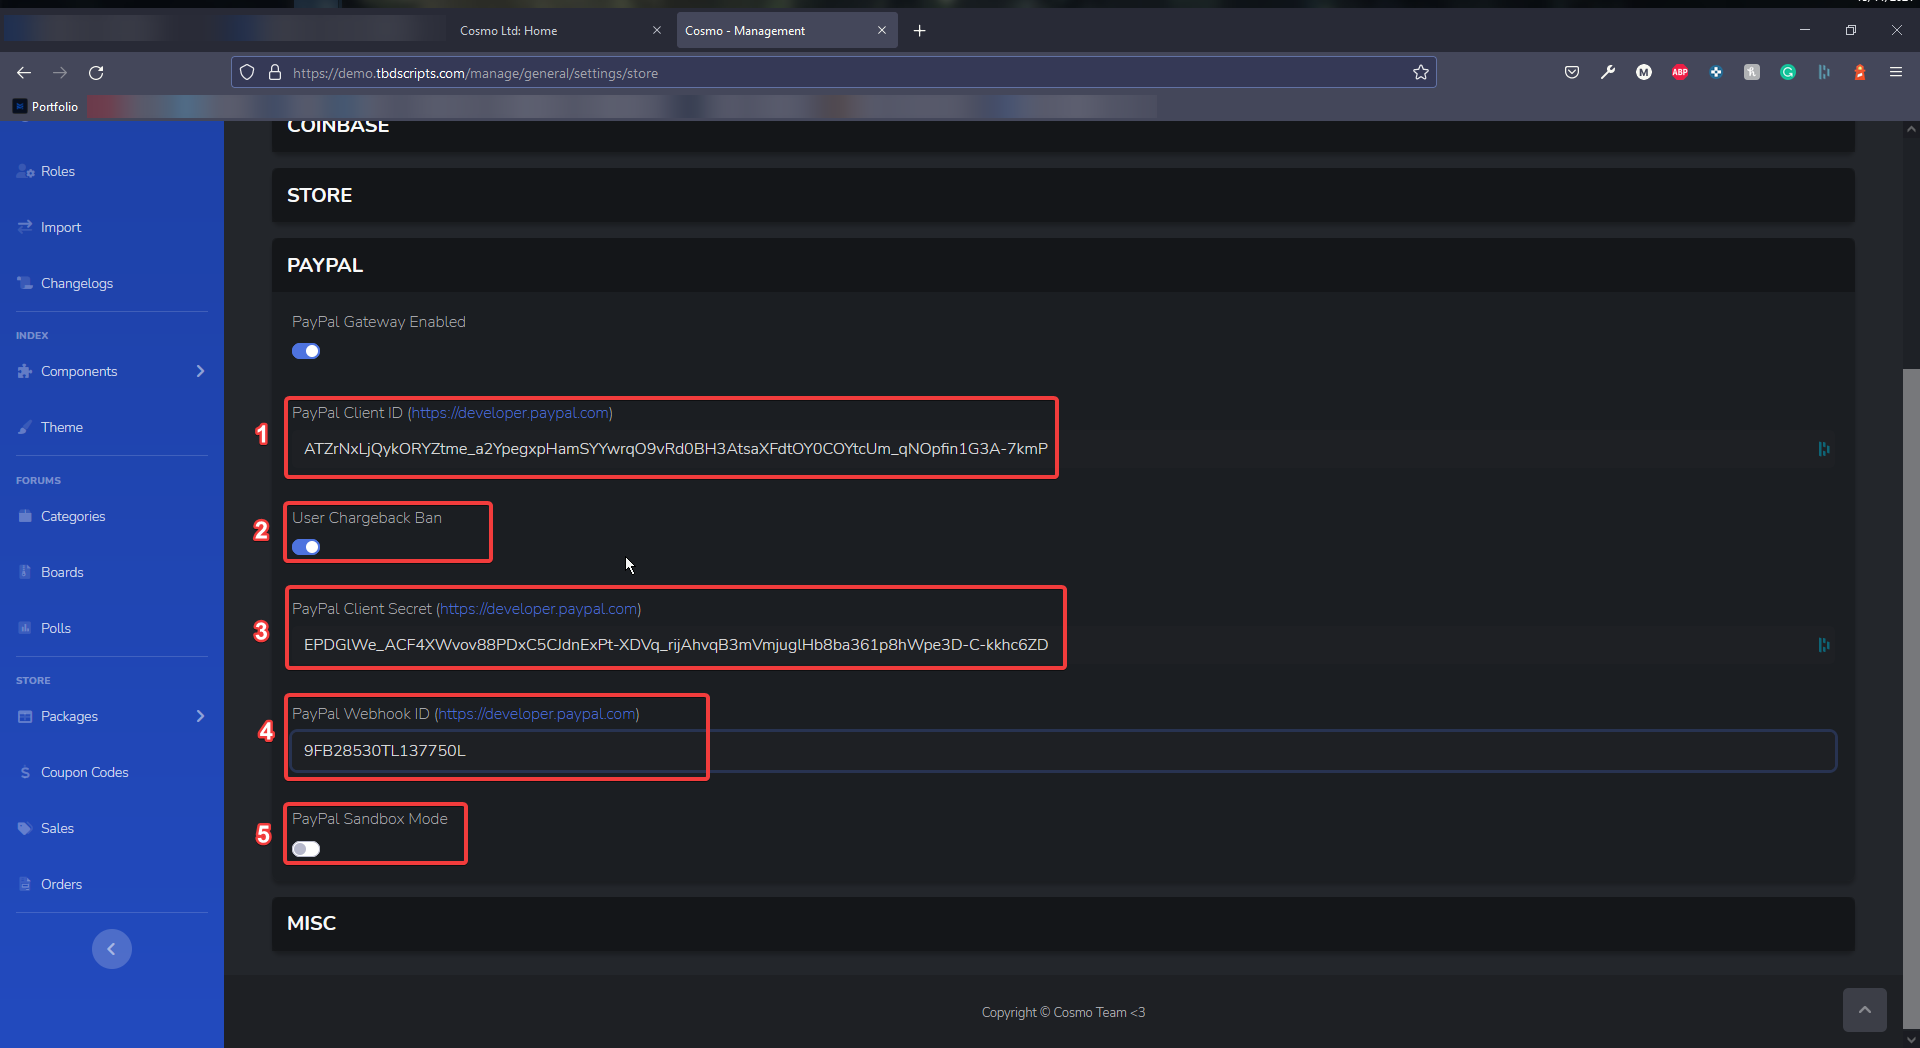 Cosmo Ltd: Home
Cosmo - Management
https://demo.tbdscripts.com/manage/general/settings/store
M
ABP
Portfolio
COINBASE
Roles
STORE
Import
PAYPAL
Changelogs
PayPal Gateway Enabled
INDEX
Components
PayPal Client ID (https://developer.paypal.com)
1
Theme
ATZrNxLjQykORYZtme_a2YpegxpHamSYYwrqO9vRd0BH3AtsaXFdtOY0COYtcUm_qNOpfin1G3A-7kmP
FORUMS
Categories
User Chargeback Ban
2
Boards
PayPal Client Secret (https://developer.paypal.com)
3
Polls
EPDGlWe_ACF4XWvov88PDxC5CJdnExPt-XDVq_rijAhvqB3mVmjuglHb8ba361p8hWpe3D-C-kkhc6ZD
STORE
Packages
PayPal Webhook ID (https://developer.paypal.com)
4
9FB28530TL137750L
Coupon Codes
PayPal Sandbox Mode
5
Sales
Orders
MISC
Copyright © Cosmo Team <3